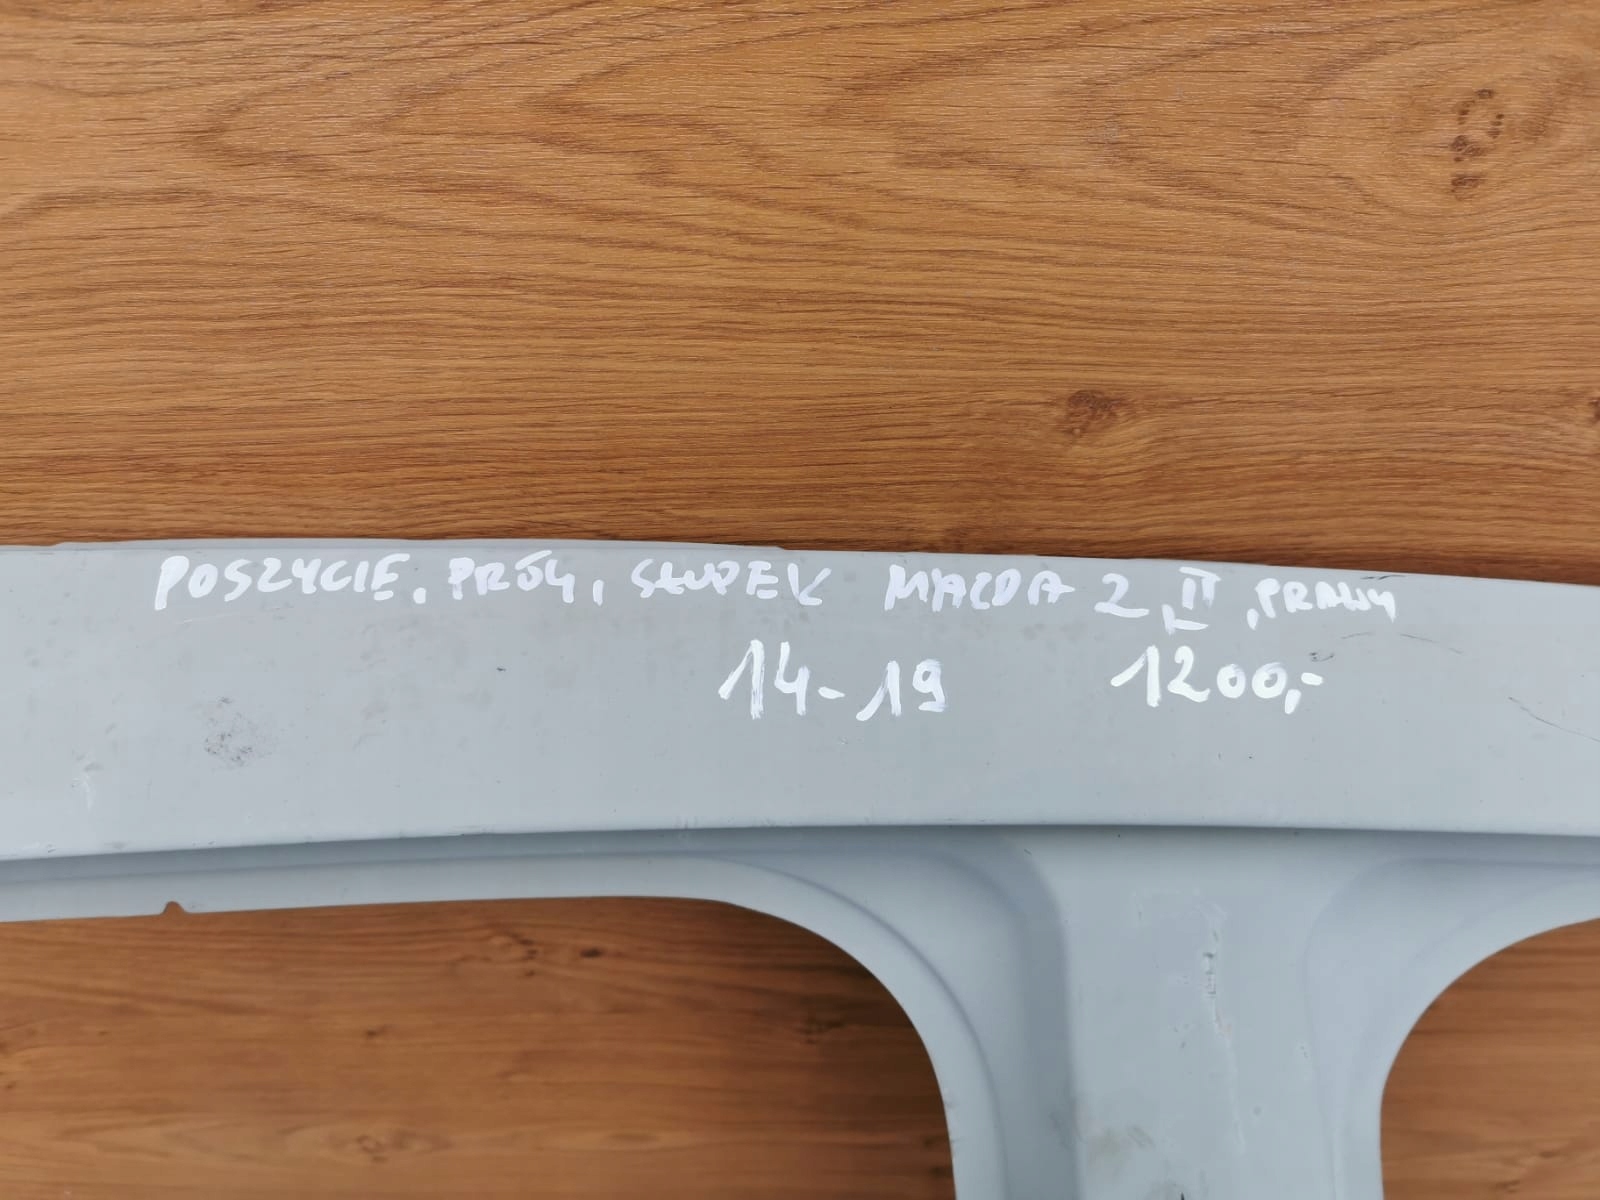 POSZYCIE, PRÓG, SŁUPEK MAZDA 2 II, PRAWY
14-19 1200,-